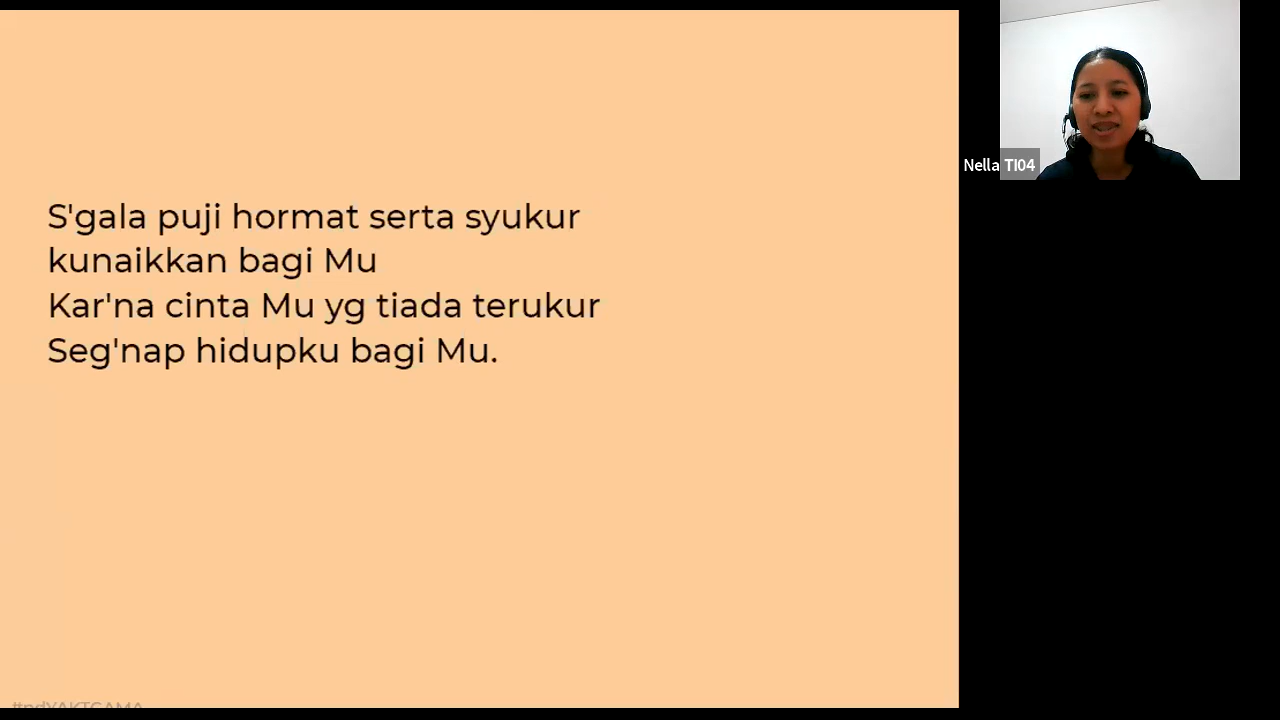 S'gala puji hormat serta syukur
kunaikkan bagi Mu
Kar'na cinta Mu yg tiada terukur
Seg'nap hidupku bagi Mu.
Nella TI04